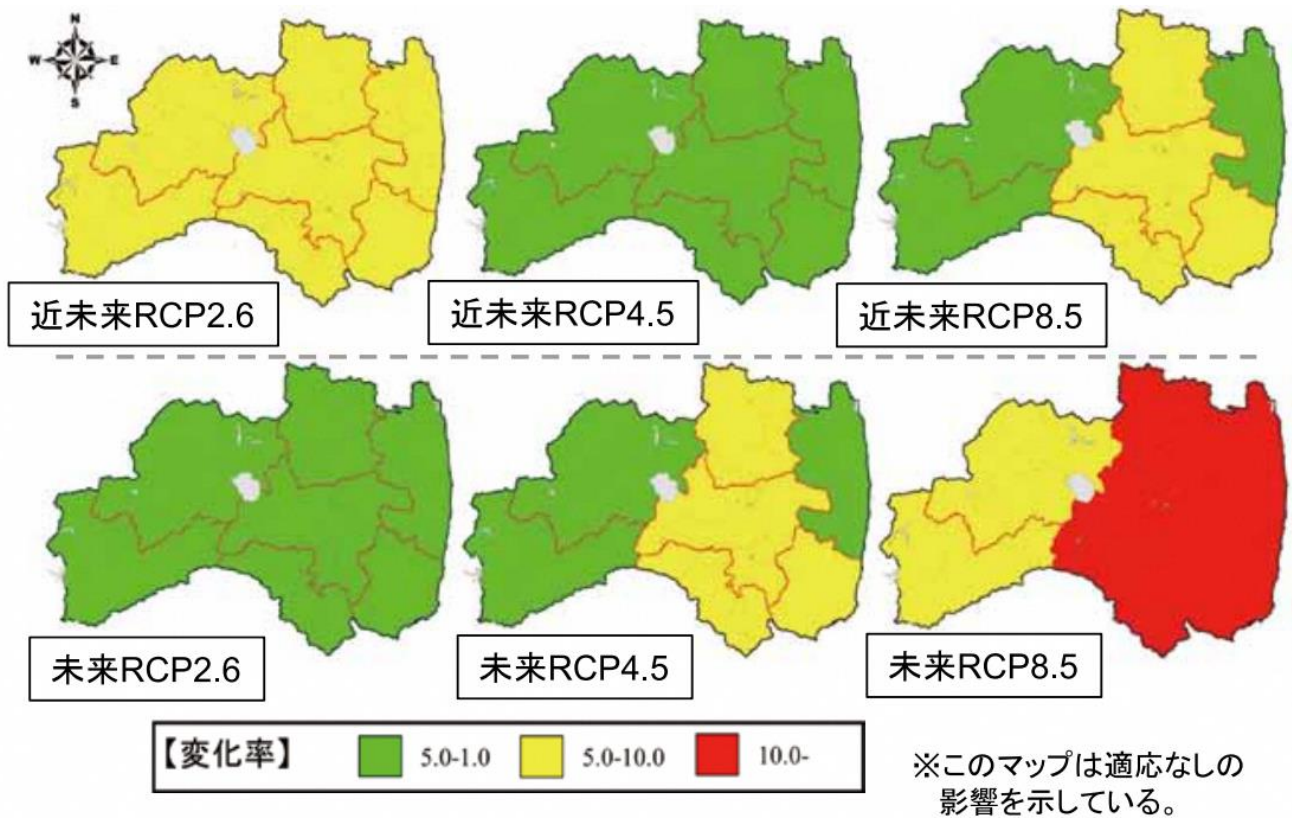 N
W E
S
近未来RCP2.6
近未来RCP4.5
近未来RCP8.5
未来RCP2.6
未来RCP4.5
未来RCP8.5
【変化率】 5.0-1.0 5.0-10.0 10.0-
※このマップは適応なしの
影響を示している。